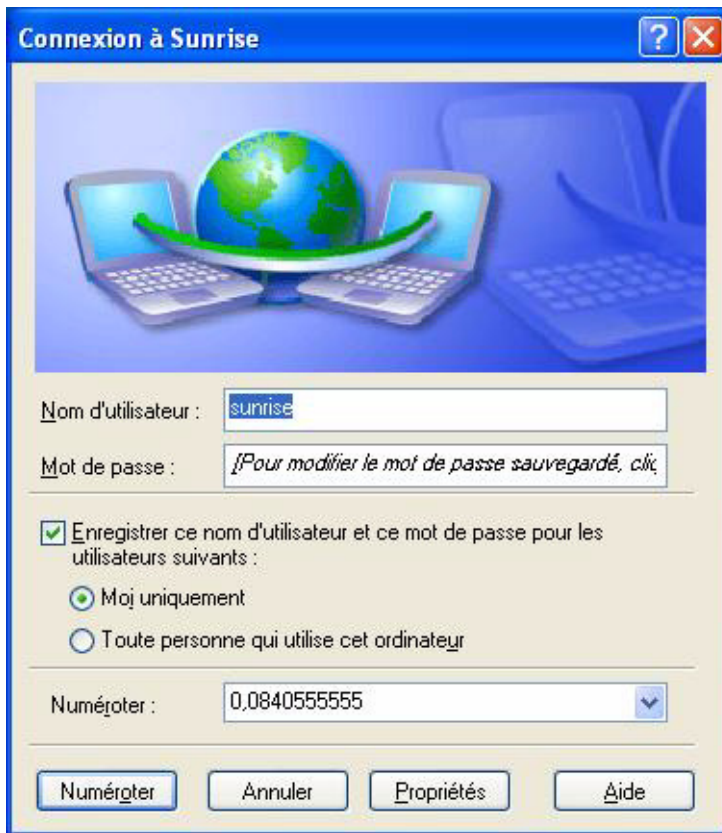 Connexion à Sunrise
Nom d'utilisateur :
sunrise
Mot de passe :
[Pour modifier le mot de passe sauvegardé, clic
Enregistrer ce nom d'utilisateur et ce mot de passe pour les
utilisateurs suivants :
Moi uniquement
Toute personne qui utilise cet ordinateur
Numéroter :
0,0840555555
Numéroter
Annuler
Propriétés
Aide